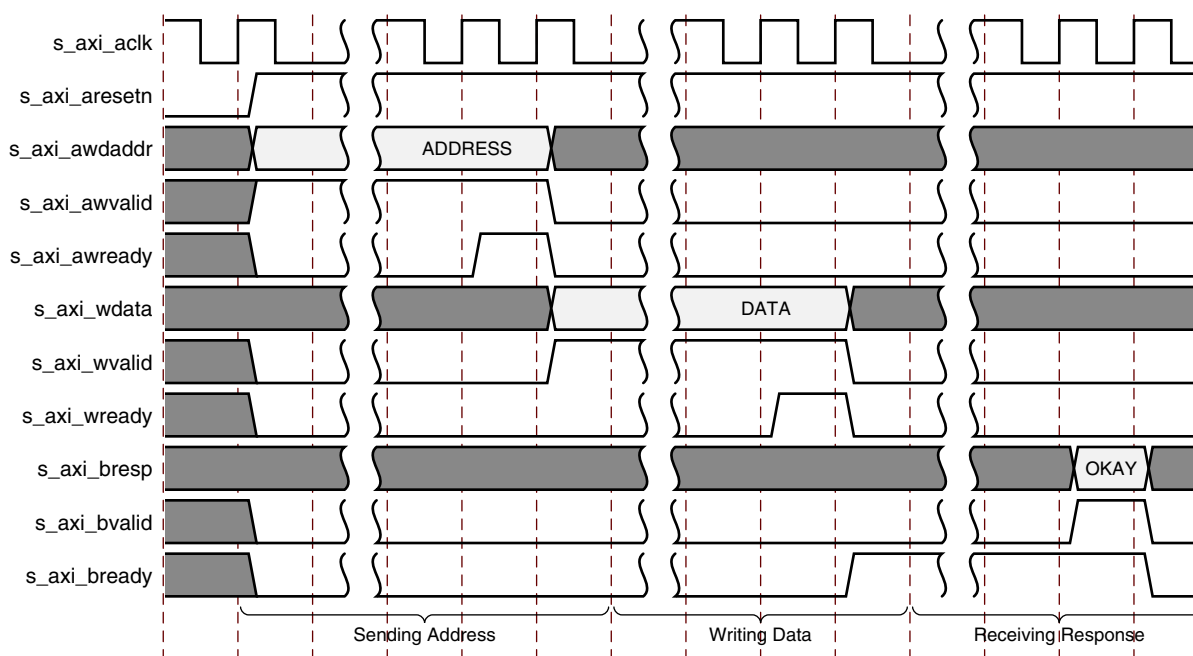 s_axi_aclk
s_axi_aresetn
s_axi_awdaddr ADDRESS
s_axi_awvalid
s_axi_awready
s_axi_wdata DATA
s_axi_wvalid
s_axi_wready
s_axi_bresp OKAY
s_axi_bvalid
s_axi_bready
Sending Address Writing Data Receiving Response